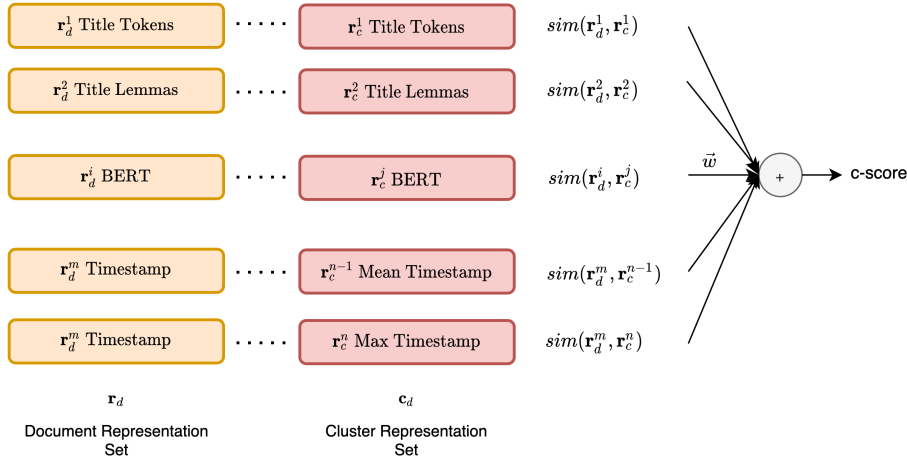 r_d^1 Title Tokens ..... r_c^1 Title Tokens sim(r_d^1, r_c^1)
r_d^2 Title Lemmas ..... r_c^2 Title Lemmas sim(r_d^2, r_c^2)
r_d^i BERT ..... r_c^j BERT sim(r_d^i, r_c^j) \vec{w} + c-score
r_d^m Timestamp ..... r_c^{n-1} Mean Timestamp sim(r_d^m, r_c^{n-1})
r_d^m Timestamp ..... r_c^n Max Timestamp sim(r_d^m, r_c^n)
r_d c_d
Document Representation Cluster Representation
Set Set